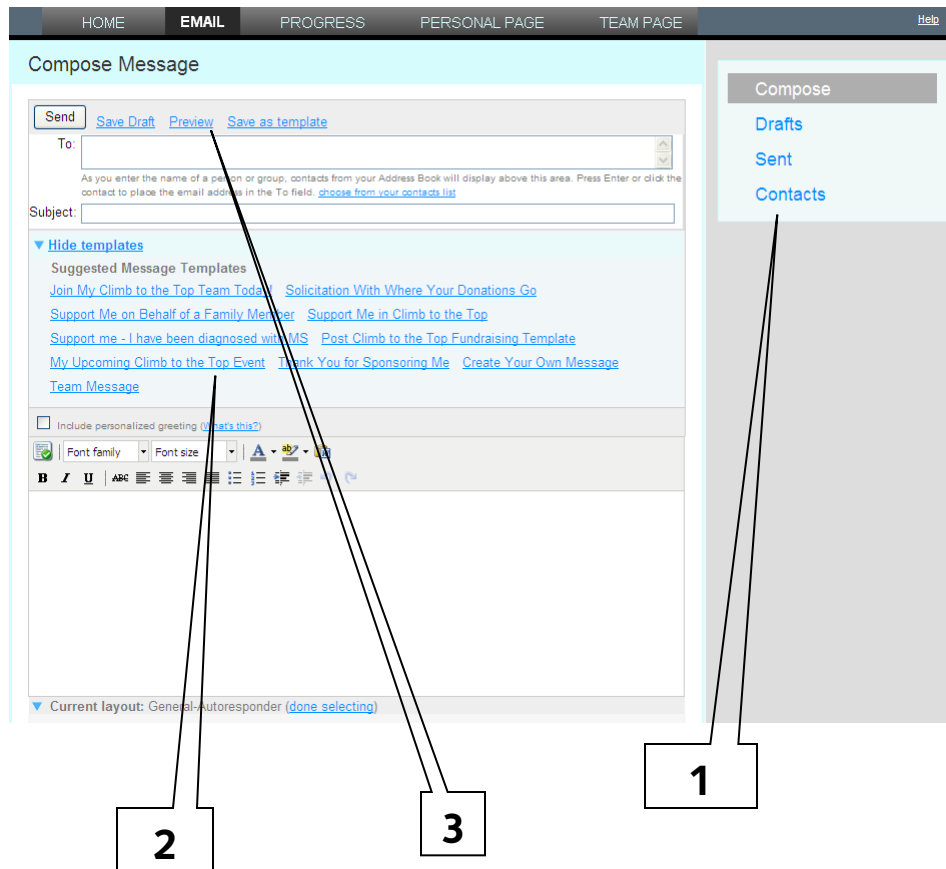 HOME EMAIL PROGRESS PERSONAL PAGE TEAM PAGE Help
Compose Message
Send Save Draft Preview Save as template
To:
As you enter the name of a person or group, contacts from your Address Book will display above this area. Press Enter or click the
contact to place the email address in the To field. choose from your contacts list
Subject:
Hide templates
Suggested Message Templates
Join My Climb to the Top Team Today! Solicitation With Where Your Donations Go
Support Me on Behalf of a Family Member Support Me in Climb to the Top
Support me - I have been diagnosed with MS Post Climb to the Top Fundraising Template
My Upcoming Climb to the Top Event Thank You for Sponsoring Me Create Your Own Message
Team Message
Include personalized greeting (What's this?)
Font family Font size A ab
B I U ABC
Current layout: General-Autoresponder (done selecting)
Compose
Drafts
Sent
Contacts
1
2
3